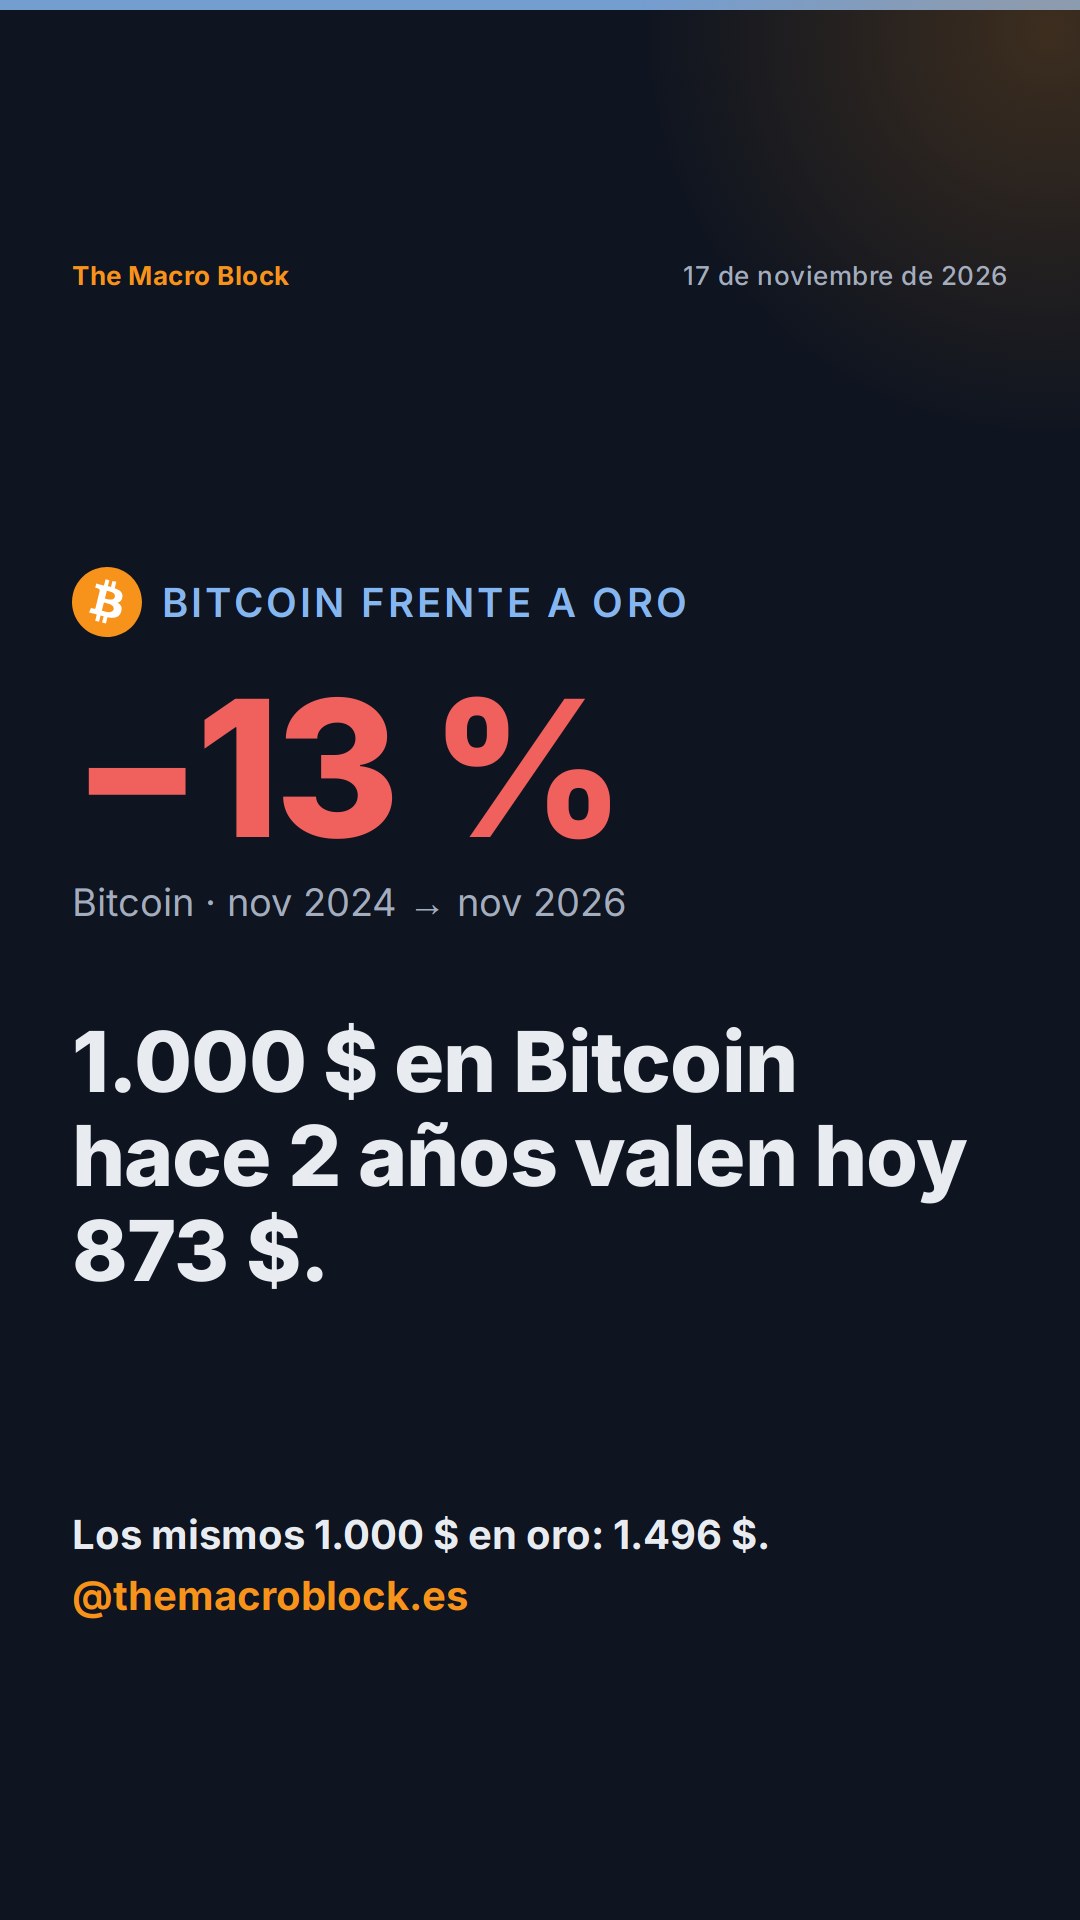 The Macro Block
17 de noviembre de 2026
BITCOIN FRENTE A ORO
−13 %
Bitcoin · nov 2024 → nov 2026
1.000 $ en Bitcoin
hace 2 años valen hoy
873 $.
Los mismos 1.000 $ en oro: 1.496 $.
@themacroblock.es